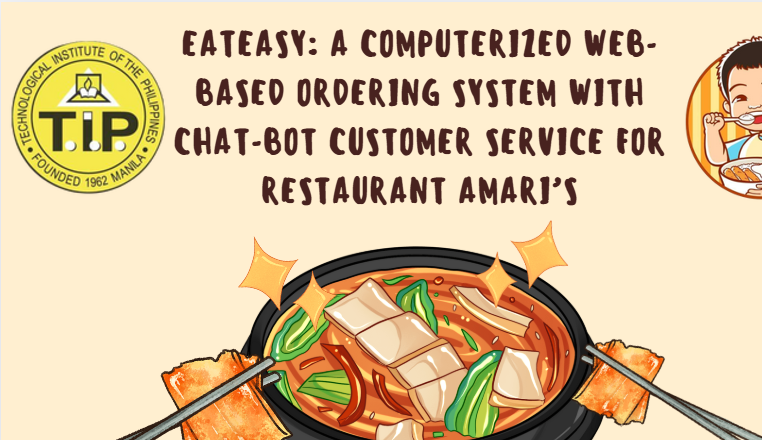 EATEASY: A COMPUTERIZED WEB-
BASED ORDERING SYSTEM WITH
CHAT-BOT CUSTOMER SERVICE FOR
RESTAURANT AMARI'S
TECHNOLOGICAL INSTITUTE OF THE PHILIPPINES
T.I.P.
• FOUNDED 1962 MANILA •